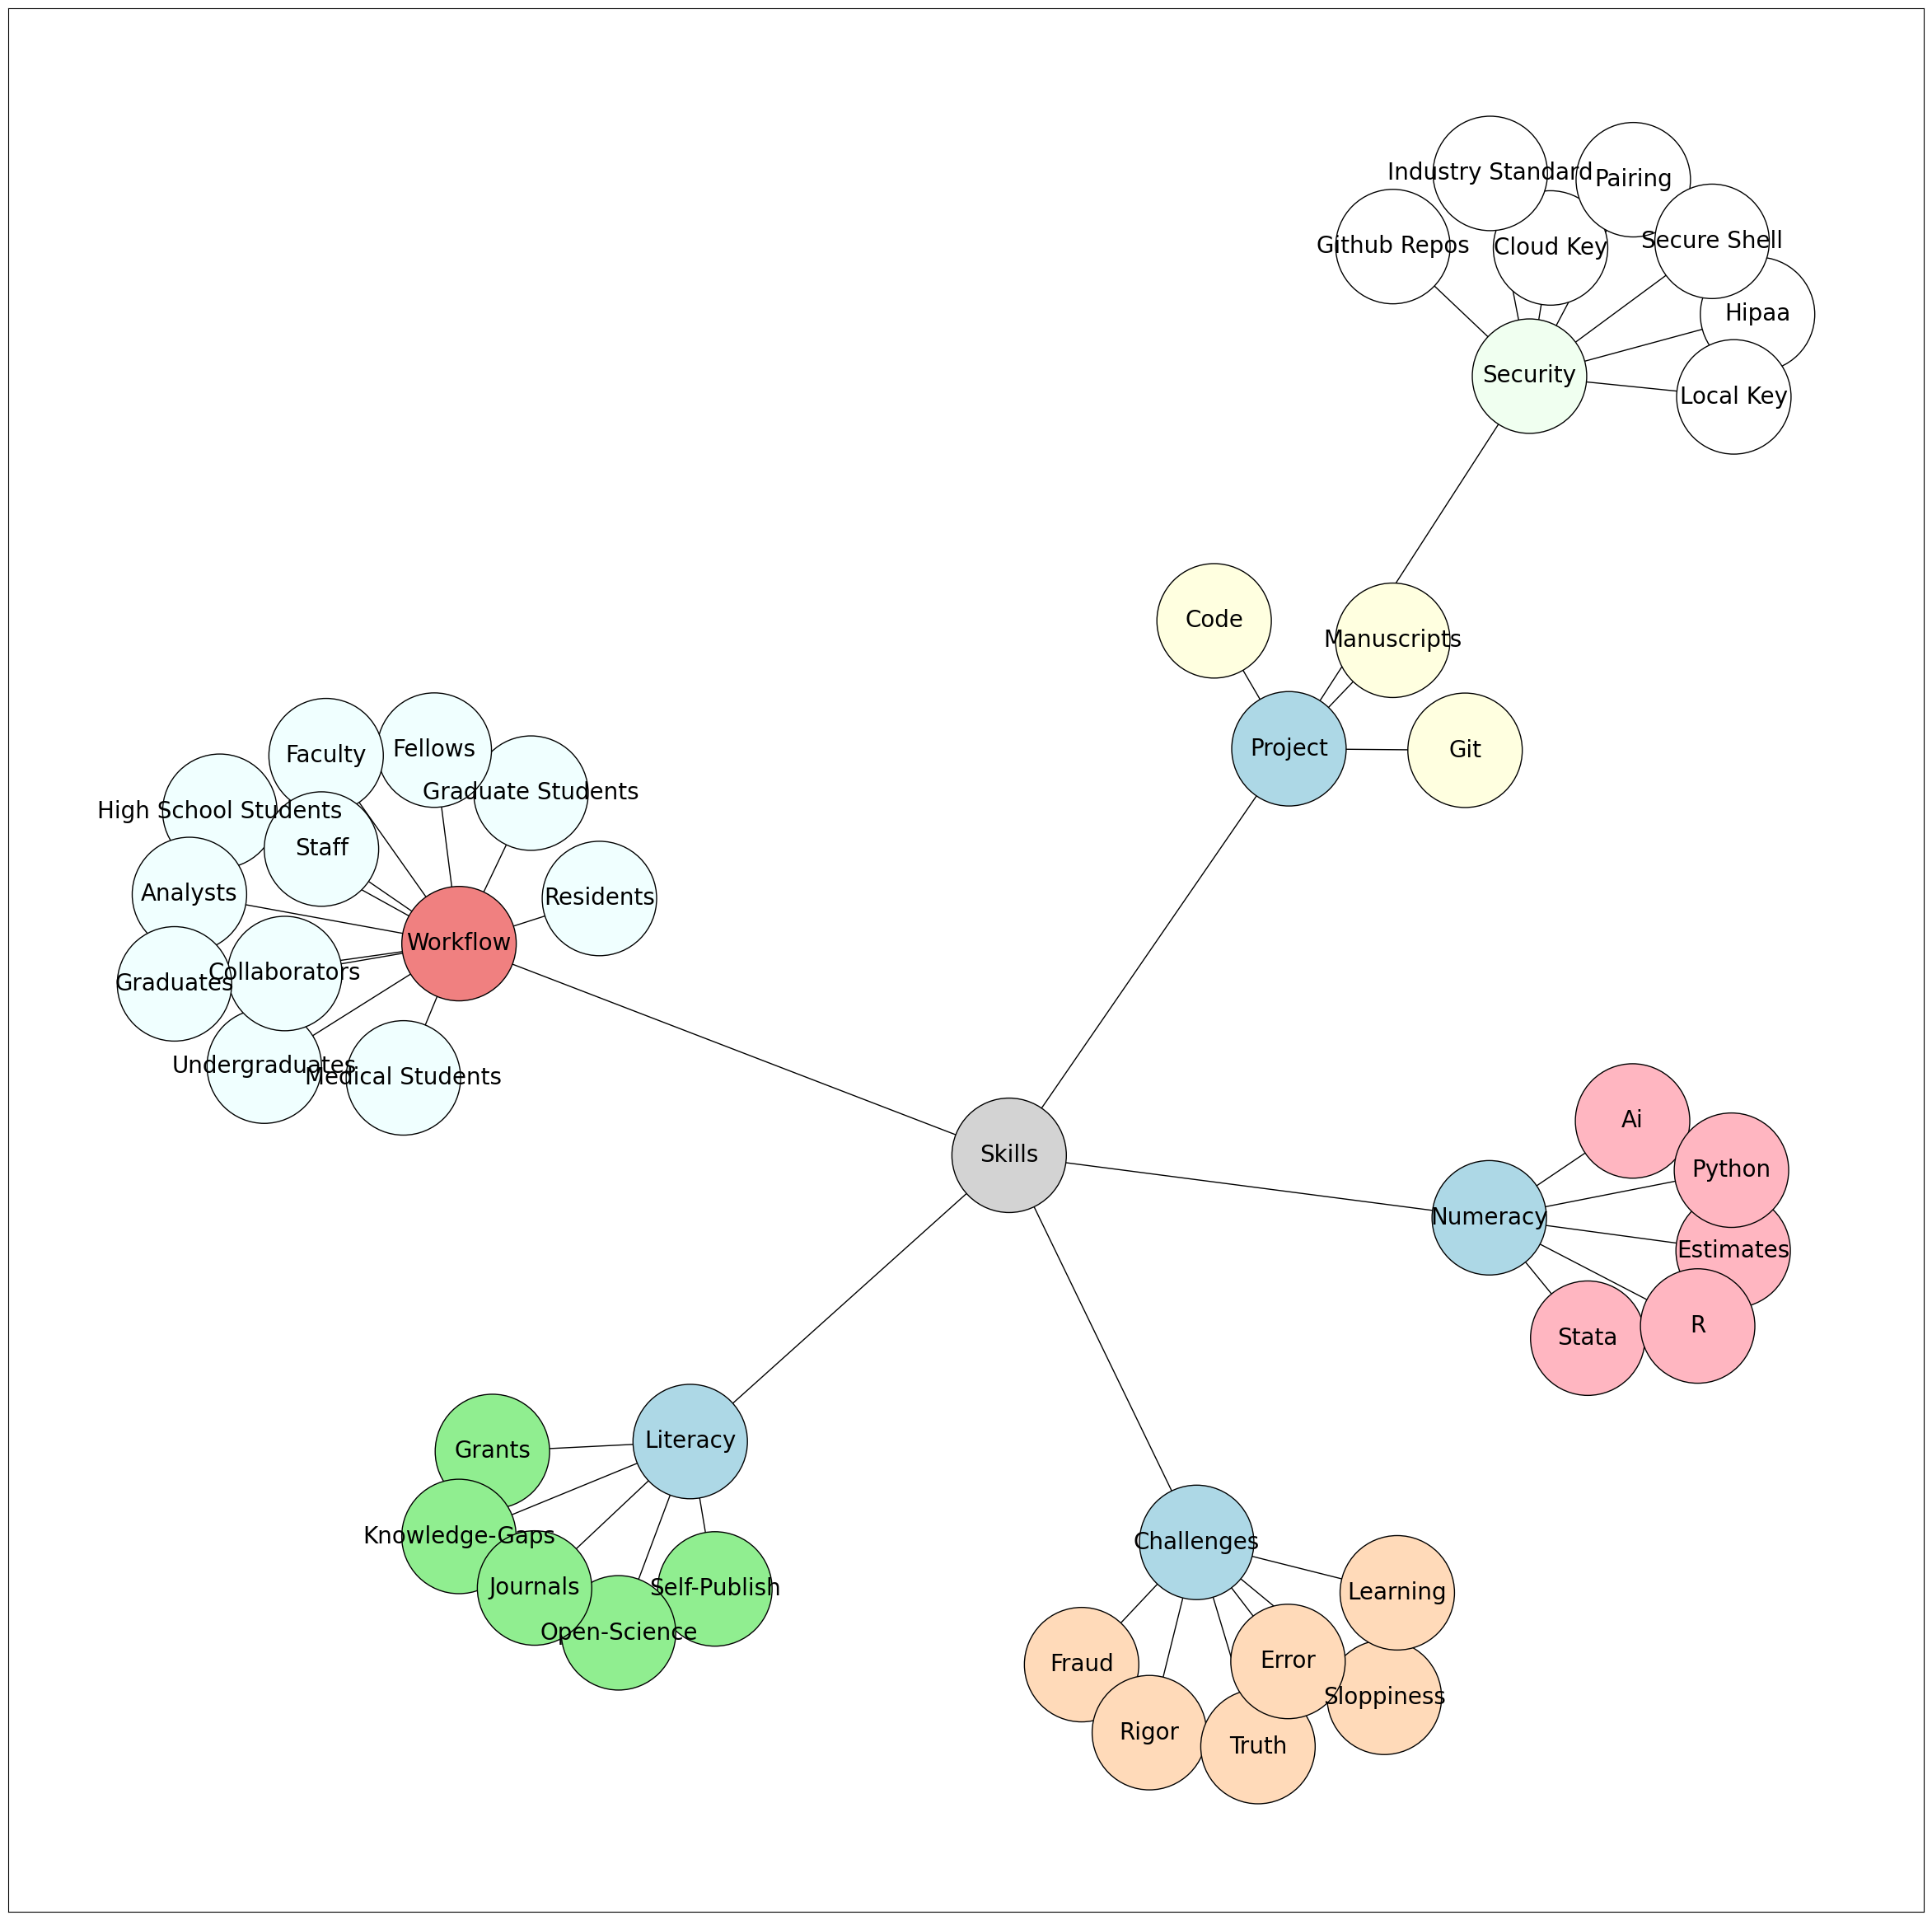 Industry Standard
Pairing
Github Repos
Cloud Key
Secure Shell
Hipaa
Security
Local Key
Code
Manuscripts
Project
Git
Faculty
Fellows
Graduate Students
High School Students
Staff
Analysts
Residents
Workflow
Graduates
Collaborators
Undergraduates
Medical Students
Skills
Ai
Python
Numeracy
Estimates
Stata
R
Literacy
Grants
Knowledge-Gaps
Journals
Self-Publish
Open-Science
Challenges
Learning
Fraud
Error
Sloppiness
Rigor
Truth